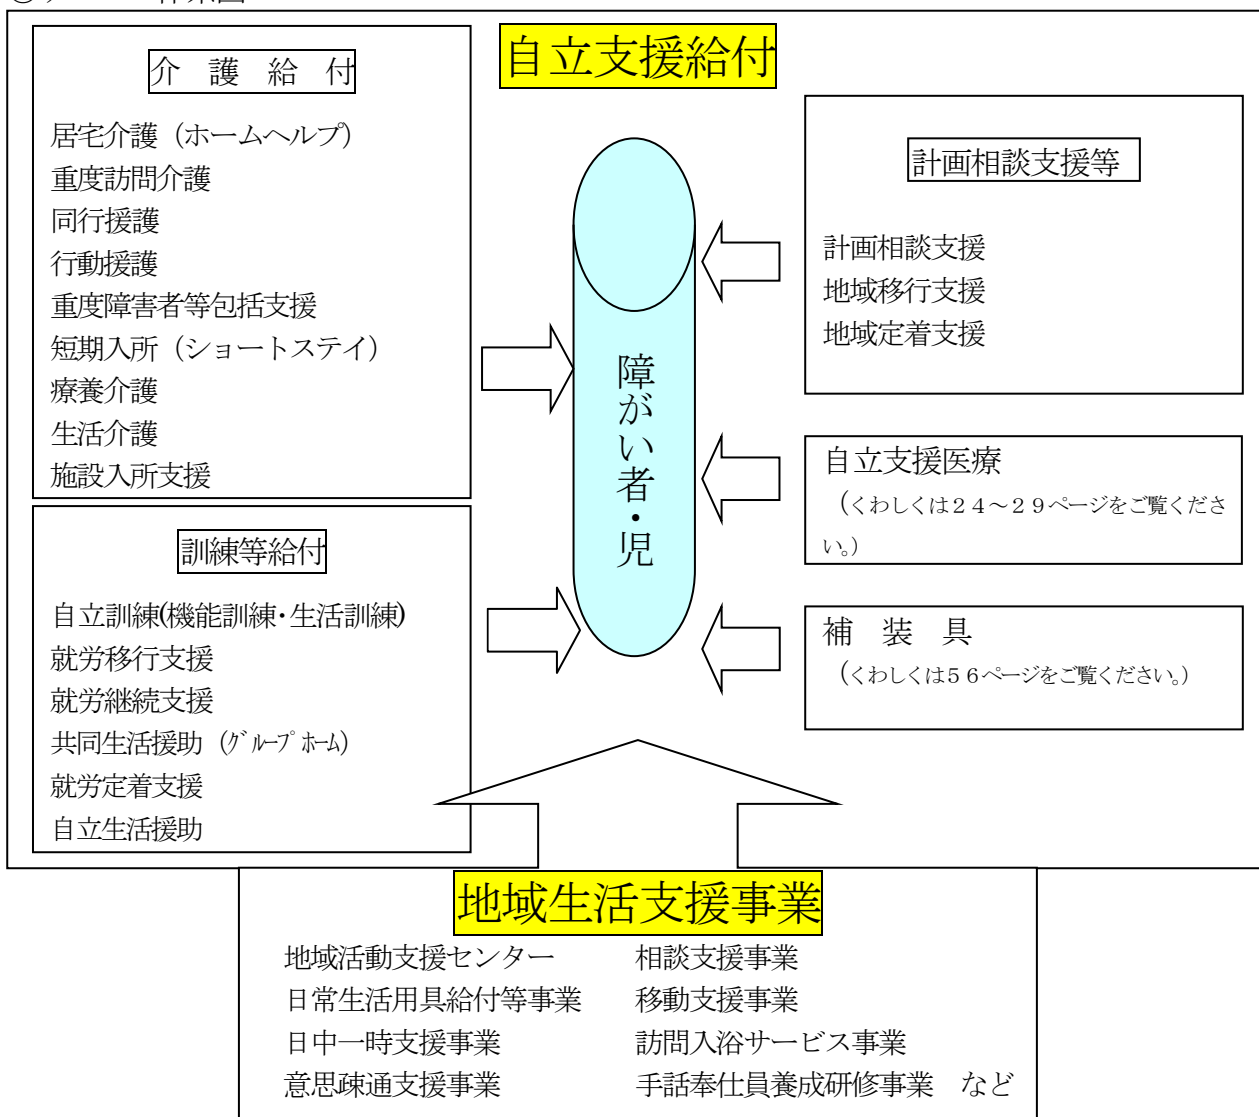 自立支援給付
介 護 給 付
居宅介護（ホームヘルプ）
重度訪問介護
同行援護
行動援護
重度障害者等包括支援
短期入所（ショートステイ）
療養介護
生活介護
施設入所支援
訓練等給付
自立訓練(機能訓練・生活訓練)
就労移行支援
就労継続支援
共同生活援助（ｸﾞﾙｰﾌﾟﾎｰﾑ）
就労定着支援
自立生活援助
障がい者・児
計画相談支援等
計画相談支援
地域移行支援
地域定着支援
自立支援医療
（くわしくは２４～２９ページをご覧くださ
い。）
補 装 具
（くわしくは５６ページをご覧ください。）
地域生活支援事業
地域活動支援センター　相談支援事業
日常生活用具給付等事業　移動支援事業
日中一時支援事業　訪問入浴サービス事業
意思疎通支援事業　手話奉仕員養成研修事業　など